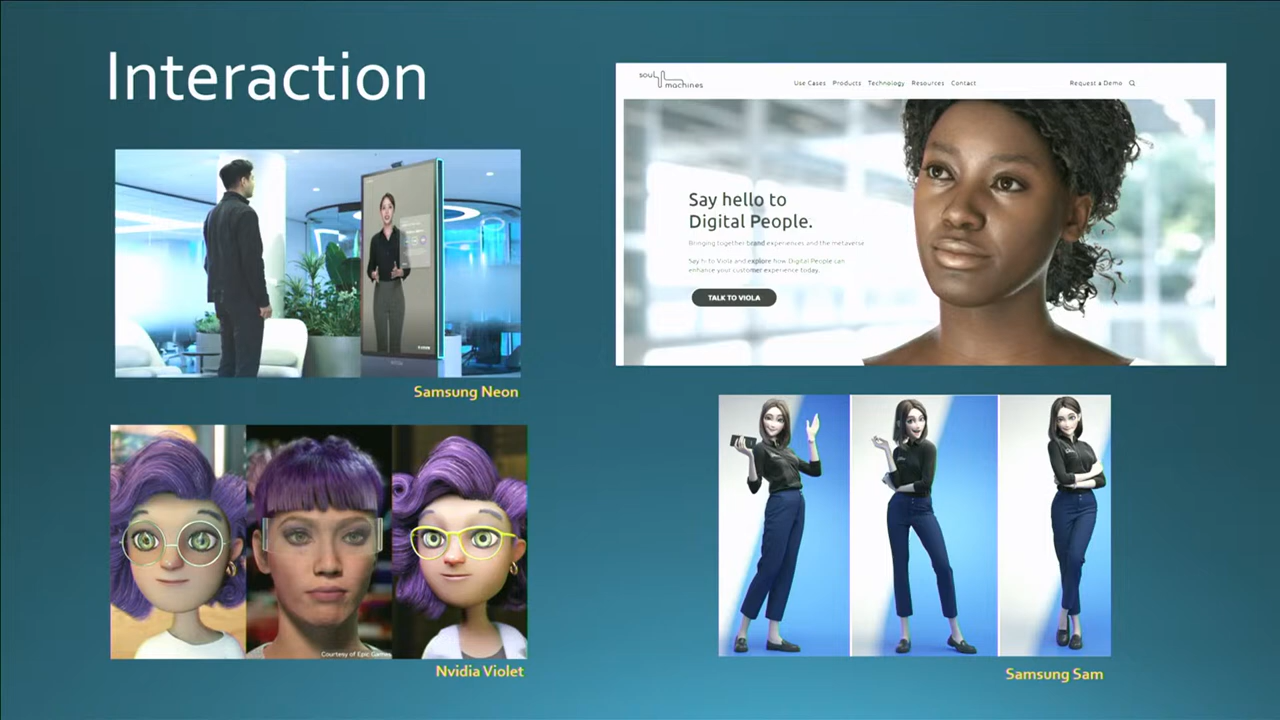 Interaction
Samsung Neon
Courtesy of Epic Games
Nvidia Violet
soul machines
Use Cases Products Technology Resources Contact
Request a Demo
Say hello to
Digital People.
Bringing together brand experiences and the metaverse
Say hi to Viola and explore how Digital People can
enhance your customer experience today.
TALK TO VIOLA
Samsung Sam